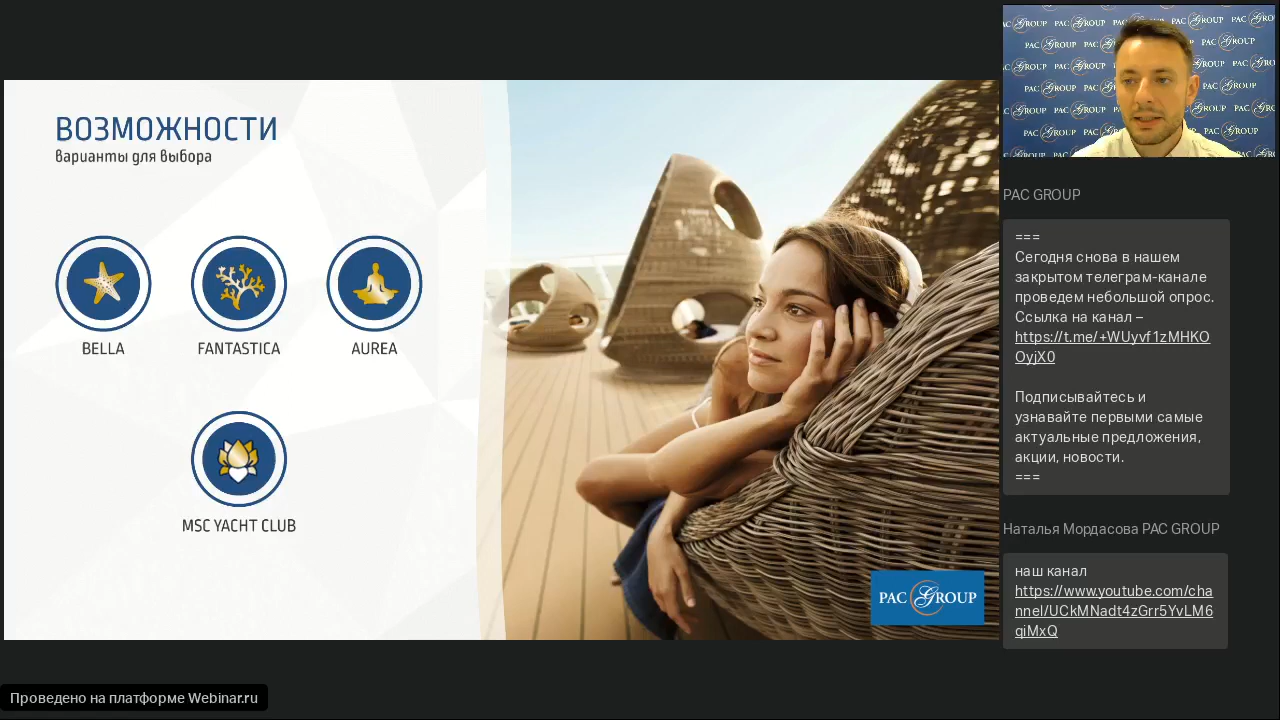 ВОЗМОЖНОСТИ
варианты для выбора
BELLA
FANTASTICA
AUREA
MSC YACHT CLUB
PAC GROUP
PAC GROUP
===
Сегодня снова в нашем
закрытом телеграм-канале
проведем небольшой опрос.
Ссылка на канал –
https://t.me/+WUyvf1zMHKO
OyjX0
Подписывайтесь и
узнавайте первыми самые
актуальные предложения,
акции, новости.
===
Наталья Мордасова PAC GROUP
наш канал
https://www.youtube.com/cha
nnel/UCkMNadt4zGrr5YvLM6
qiMxQ
Проведено на платформе Webinar.ru